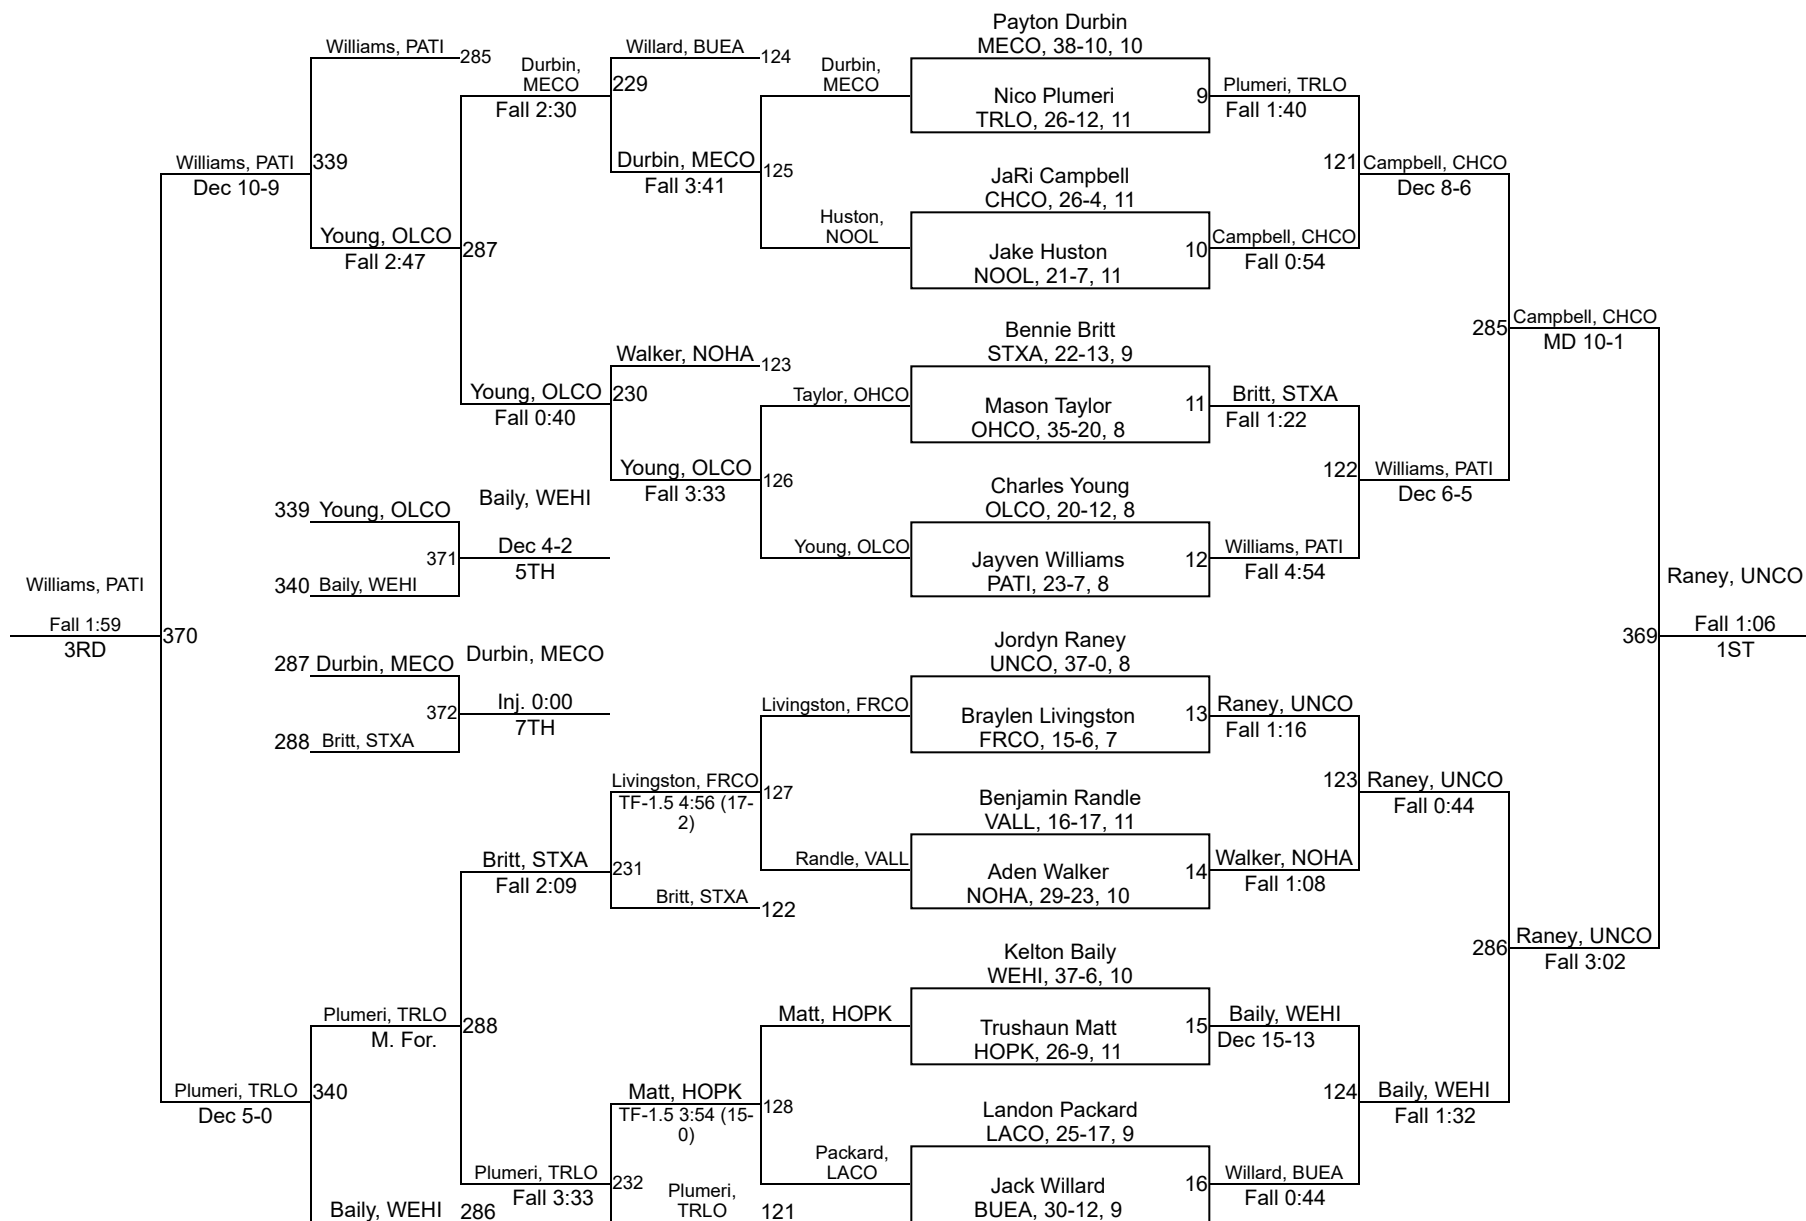 Payton Durbin
MECO, 38-10, 10
Williams, PATI
285
Durbin,
MECO
Fall 2:30
Willard, BUEA
124
229
Durbin,
MECO
Nico Plumeri
TRLO, 26-12, 11
9
Plumeri, TRLO
Fall 1:40
Williams, PATI
Dec 10-9
339
Durbin, MECO
Fall 3:41
125
JaRi Campbell
CHCO, 26-4, 11
121
Campbell, CHCO
Dec 8-6
Young, OLCO
Fall 2:47
287
Huston,
NOOL
Jake Huston
NOOL, 21-7, 11
10
Campbell, CHCO
Fall 0:54
285
Campbell, CHCO
MD 10-1
Bennie Britt
STXA, 22-13, 9
Walker, NOHA
123
Young, OLCO
Fall 0:40
230
Taylor, OHCO
Mason Taylor
OHCO, 35-20, 8
11
Britt, STXA
Fall 1:22
Young, OLCO
Fall 3:33
126
Charles Young
OLCO, 20-12, 8
122
Williams, PATI
Dec 6-5
Baily, WEHI
339
Young, OLCO
371
Dec 4-2
5TH
340
Baily, WEHI
Young, OLCO
Jayven Williams
PATI, 23-7, 8
12
Williams, PATI
Fall 4:54
Williams, PATI
Fall 1:59
3RD
370
Raney, UNCO
369
Fall 1:06
1ST
Jordyn Raney
UNCO, 37-0, 8
287
Durbin, MECO
Durbin, MECO
372
Inj. 0:00
7TH
288
Britt, STXA
Livingston, FRCO
Braylen Livingston
FRCO, 15-6, 7
13
Raney, UNCO
Fall 1:16
Livingston, FRCO
TF-1.5 4:56 (17-
2)
127
Benjamin Randle
VALL, 16-17, 11
123
Raney, UNCO
Fall 0:44
Britt, STXA
Fall 2:09
231
Britt, STXA
122
Randle, VALL
Aden Walker
NOHA, 29-23, 10
14
Walker, NOHA
Fall 1:08
286
Raney, UNCO
Fall 3:02
Kelton Baily
WEHI, 37-6, 10
Plumeri, TRLO
M. For.
288
Matt, HOPK
Trushaun Matt
HOPK, 26-9, 11
15
Baily, WEHI
Dec 15-13
Plumeri, TRLO
Dec 5-0
340
Matt, HOPK
TF-1.5 3:54 (15-
0)
128
Landon Packard
LACO, 25-17, 9
124
Baily, WEHI
Fall 1:32
Plumeri, TRLO
Fall 3:33
232
Packard,
LACO
Jack Willard
BUEA, 30-12, 9
16
Willard, BUEA
Fall 0:44
Baily, WEHI
286
Plumeri,
TRLO
121